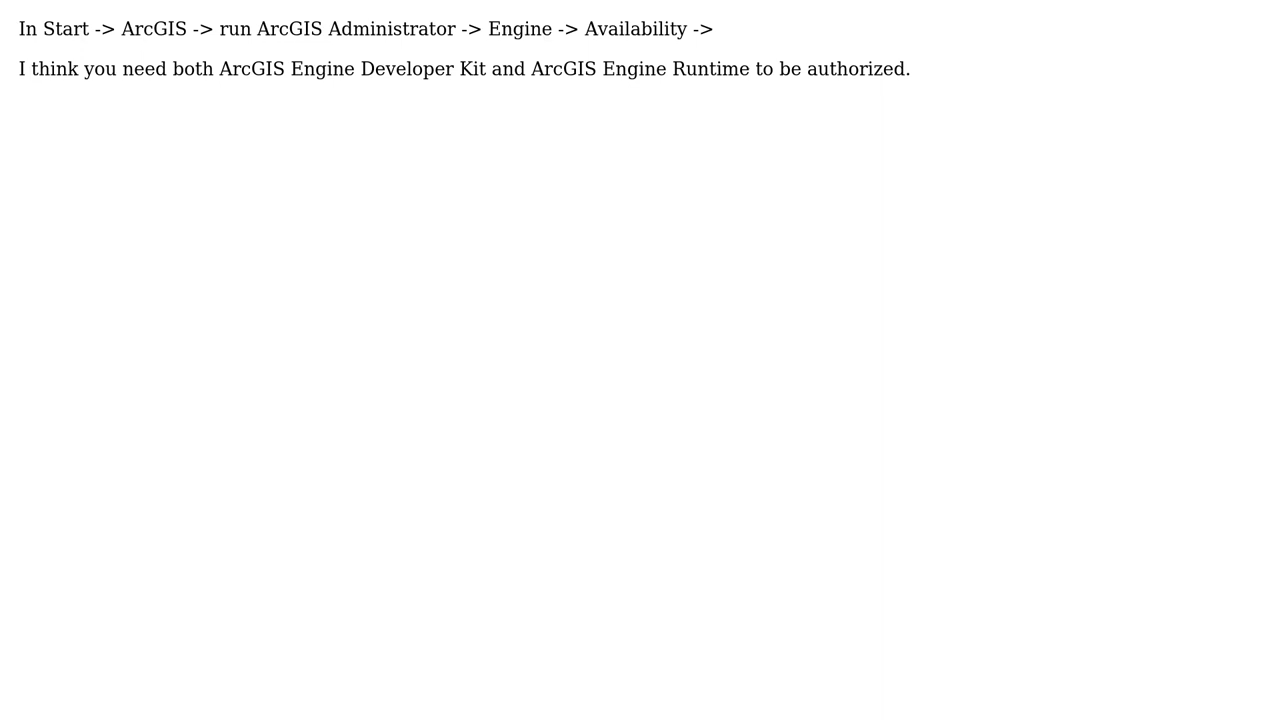 In Start -> ArcGIS -> run ArcGIS Administrator -> Engine -> Availability ->
I think you need both ArcGIS Engine Developer Kit and ArcGIS Engine Runtime to be authorized.